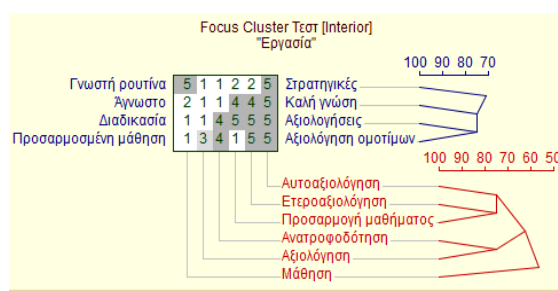 Focus Cluster Τεστ [Interior]
"Εργασία"
100 90 80 70
Γνωστή ρουτίνα 5 1 1 2 2 5 Στρατηγικές
Άγνωστο 2 1 1 4 4 5 Καλή γνώση
Διαδικασία 1 1 4 5 5 5 Αξιολογήσεις
Προσαρμοσμένη μάθηση 1 3 4 1 5 5 Αξιολόγηση ομοτίμων
100 90 80 70 60 50
Αυτοαξιολόγηση
Ετεροαξιολόγηση
Προσαρμογή μαθήματος
Ανατροφοδότηση
Αξιολόγηση
Μάθηση